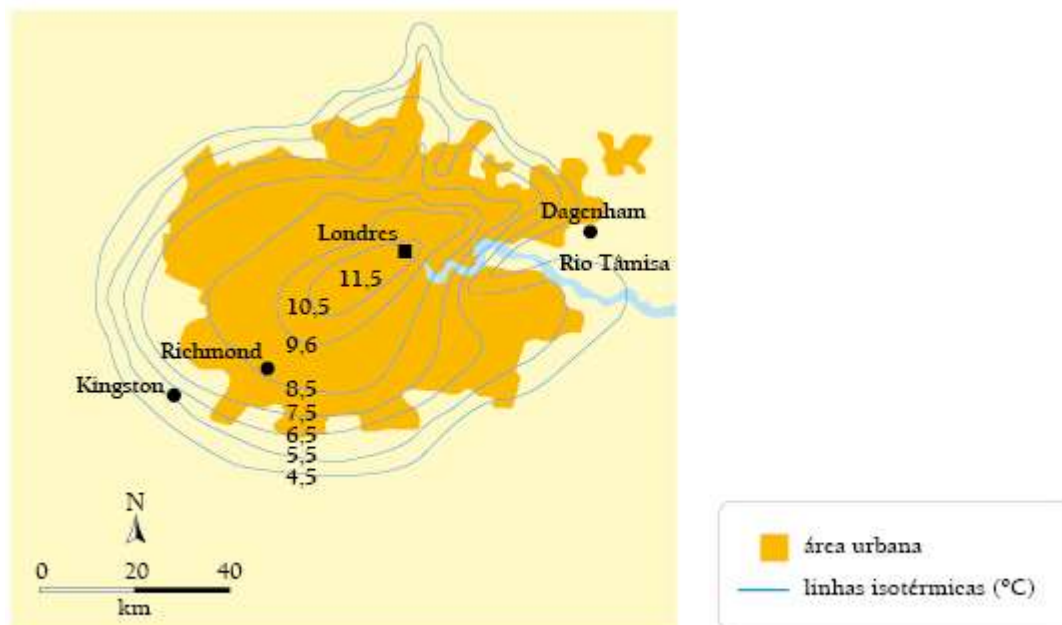 Dagenham
Londres
Rio Tâmisa
11,5
10,5
9,6
Richmond
Kingston
8,5
7,5
6,5
5,5
4,5
N
0 20 40
km
área urbana
linhas isotérmicas (°C)